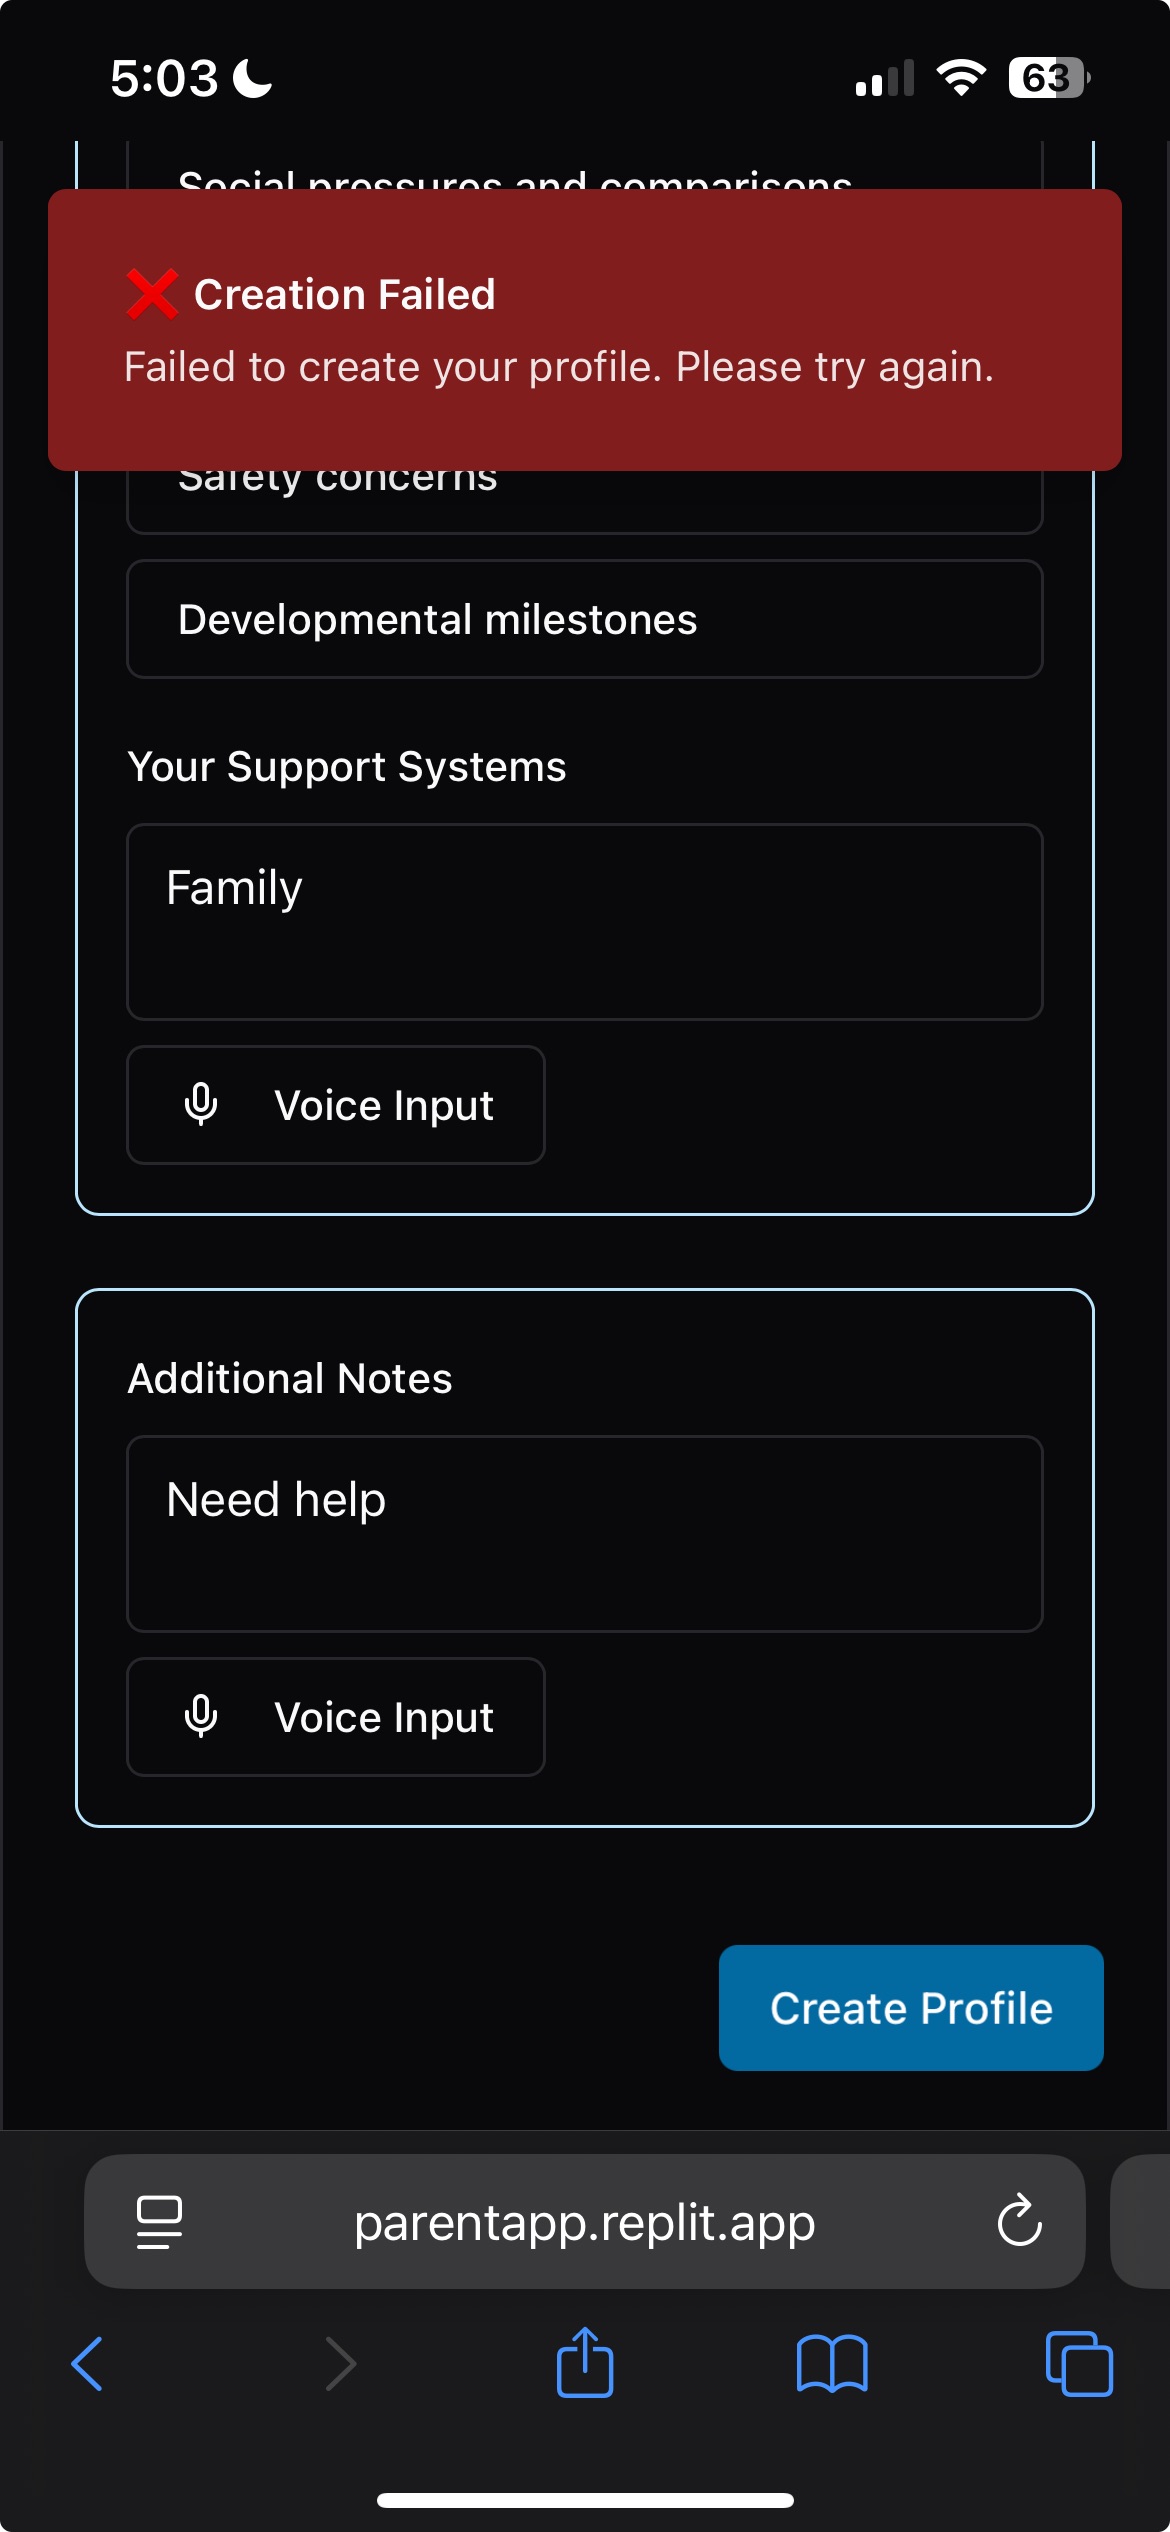 5:03
63
Social pressures and comparisons
❌ Creation Failed
Failed to create your profile. Please try again.
Safety concerns
Developmental milestones
Your Support Systems
Family
Voice Input
Additional Notes
Need help
Voice Input
Create Profile
parentapp.replit.app